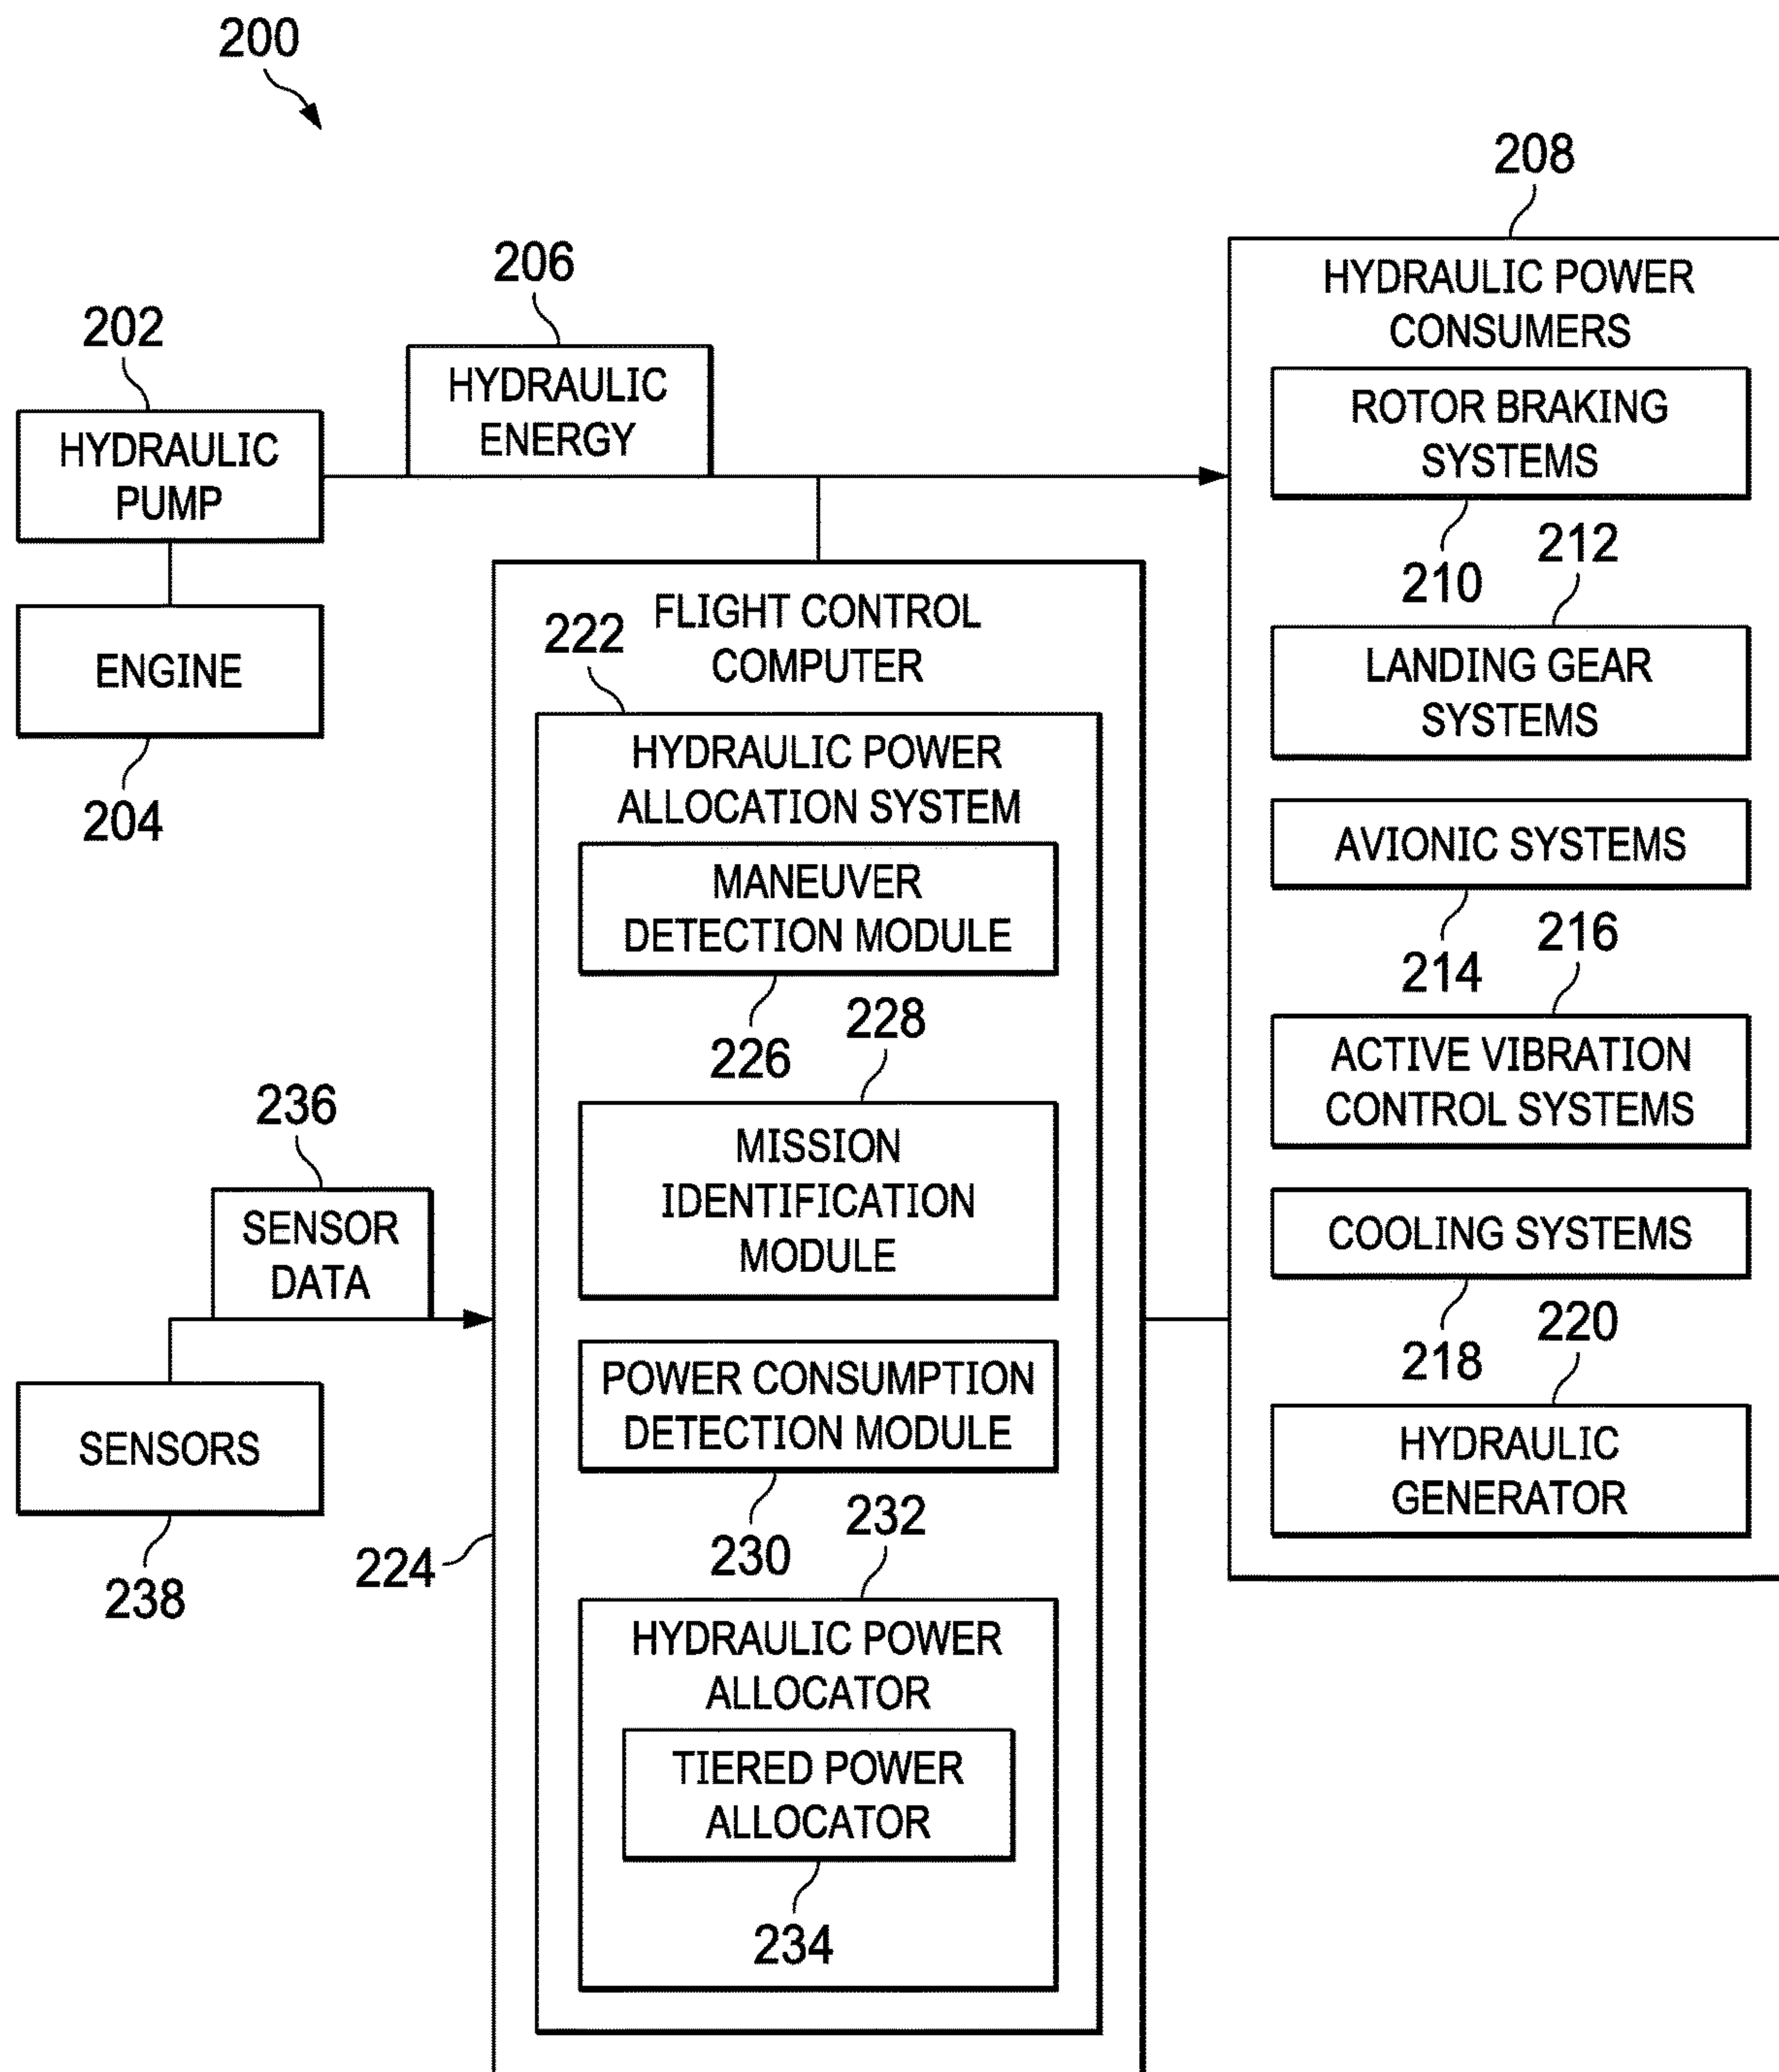 200
208
206
202
HYDRAULIC
ENERGY
HYDRAULIC
PUMP
ENGINE
204
HYDRAULIC POWER
CONSUMERS
ROTOR BRAKING
SYSTEMS
210
212
LANDING GEAR
SYSTEMS
AVIONIC SYSTEMS
214
216
ACTIVE VIBRATION
CONTROL SYSTEMS
COOLING SYSTEMS
218
220
HYDRAULIC
GENERATOR
FLIGHT CONTROL
COMPUTER
222
HYDRAULIC POWER
ALLOCATION SYSTEM
MANEUVER
DETECTION MODULE
226
228
MISSION
IDENTIFICATION
MODULE
POWER CONSUMPTION
DETECTION MODULE
230
232
HYDRAULIC POWER
ALLOCATOR
TIERED POWER
ALLOCATOR
234
236
SENSOR
DATA
SENSORS
238
224